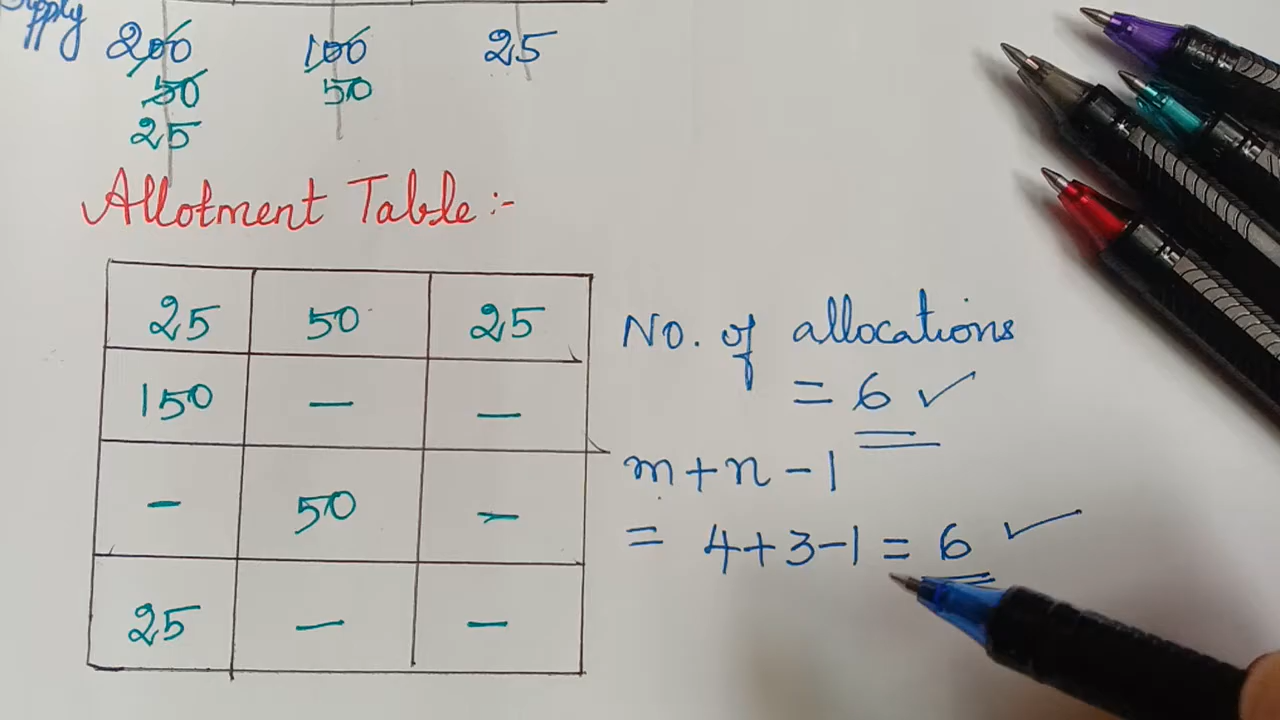 Supply 200 100 25
50 50
25
Allotment Table :-
25 50 25
150 — —
— 50 —
25 — —
No. of allocations
= 6 ✓
m+n-1
= 4+3-1 = 6 ✓